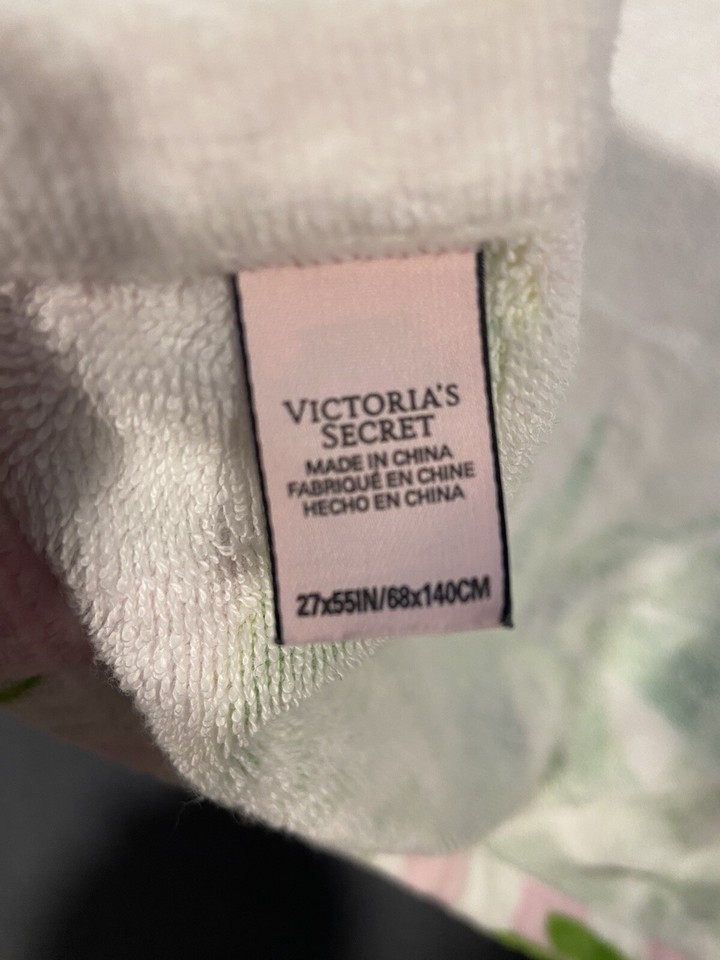 VICTORIA'S
SECRET
MADE IN CHINA
FABRIQUÉ EN CHINE
HECHO EN CHINA
27x55IN/68x140CM